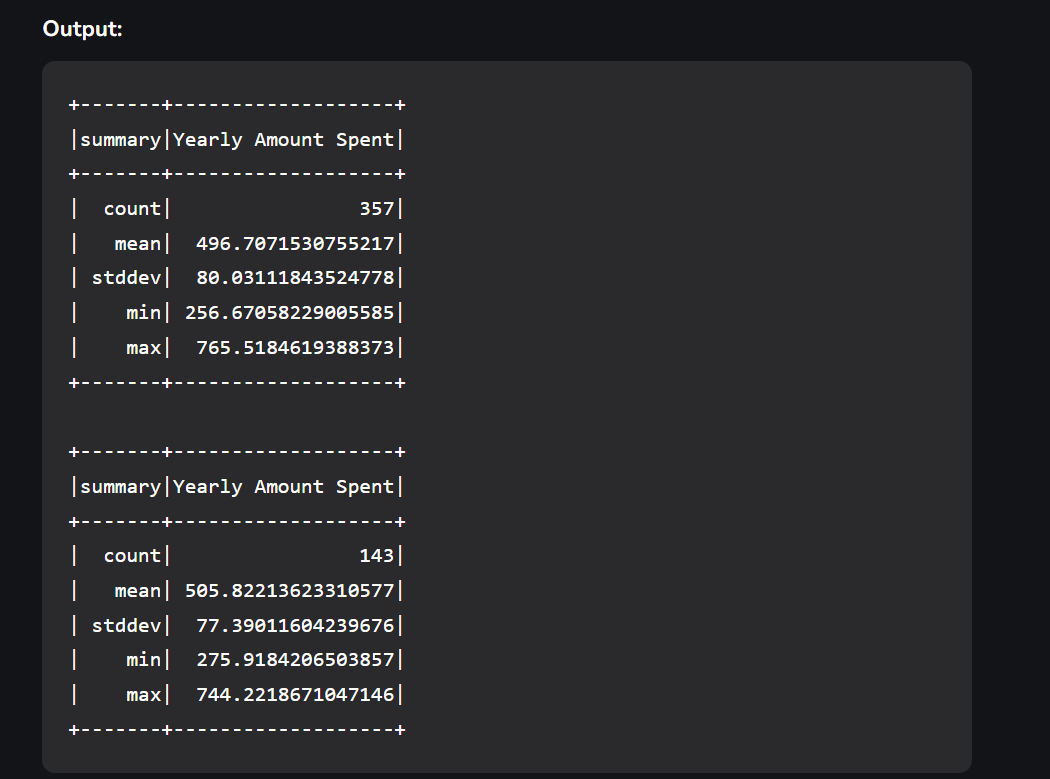 Output:
+-------+-------------------+
|summary|Yearly Amount Spent|
+-------+-------------------+
|  count|                357|
|   mean|  496.7071530755217|
| stddev|  80.03111843524778|
|    min| 256.67058229005585|
|    max|  765.5184619388373|
+-------+-------------------+

+-------+-------------------+
|summary|Yearly Amount Spent|
+-------+-------------------+
|  count|                143|
|   mean| 505.82213623310577|
| stddev|  77.39011604239676|
|    min|  275.9184206503857|
|    max|  744.2218671047146|
+-------+-------------------+